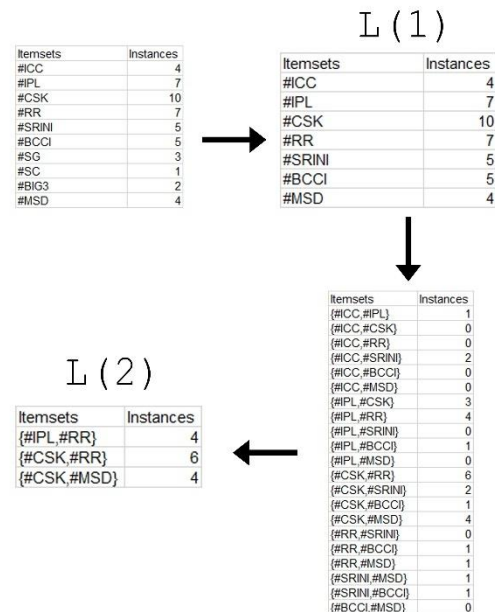 Itemsets Instances
#ICC 4
#IPL 7
#CSK 10
#RR 7
#SRINI 5
#BCCI 5
#SG 3
#SC 1
#BIG3 2
#MSD 4
L(1)
Itemsets Instances
#ICC 4
#IPL 7
#CSK 10
#RR 7
#SRINI 5
#BCCI 5
#MSD 4
Itemsets Instances
{#ICC,#IPL} 1
{#ICC,#CSK} 0
{#ICC,#RR} 0
{#ICC,#SRINI} 2
{#ICC,#BCCI} 0
{#ICC,#MSD} 0
{#IPL,#CSK} 3
{#IPL,#RR} 4
{#IPL,#SRINI} 0
{#IPL,#BCCI} 1
{#IPL,#MSD} 0
{#CSK,#RR} 6
{#CSK,#SRINI} 2
{#CSK,#BCCI} 1
{#CSK,#MSD} 4
{#RR,#SRINI} 0
{#RR,#BCCI} 1
{#RR,#MSD} 1
{#SRINI,#MSD} 1
{#SRINI,#BCCI} 1
{#BCCI,#MSD} 0
L(2)
Itemsets Instances
{#IPL,#RR} 4
{#CSK,#RR} 6
{#CSK,#MSD} 4